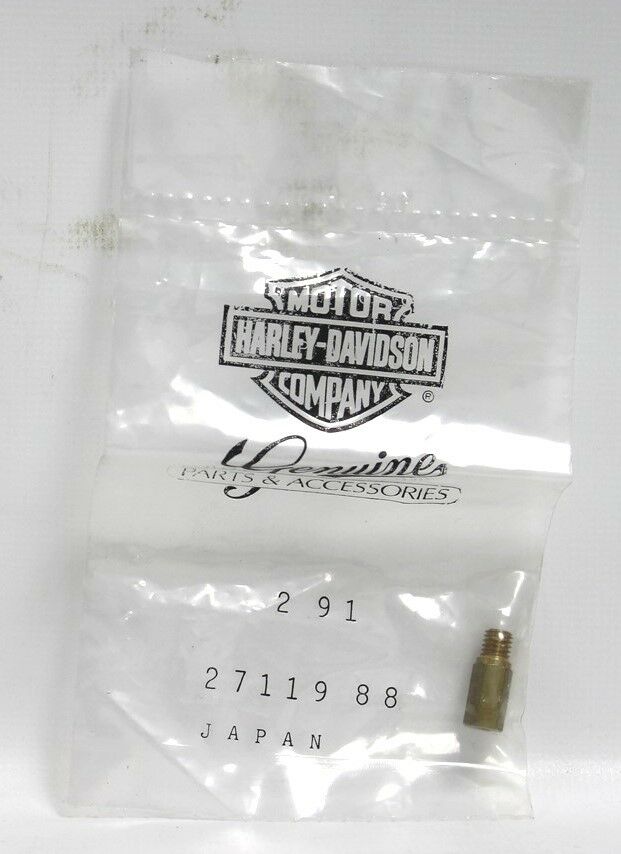 MOTOR
HARLEY-DAVIDSON
COMPANY
®
Genuine
PARTS & ACCESSORIES
2 91
27119 88
JAPAN